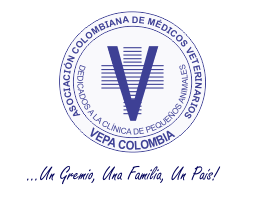 ASOCIACIÓN COLOMBIANA DE MÉDICOS VETERINARIOS
DEDICADOS A LA CLÍNICA DE PEQUEÑOS ANIMALES
V
VEPA COLOMBIA
...Un Gremio, Una Familia, Un País!